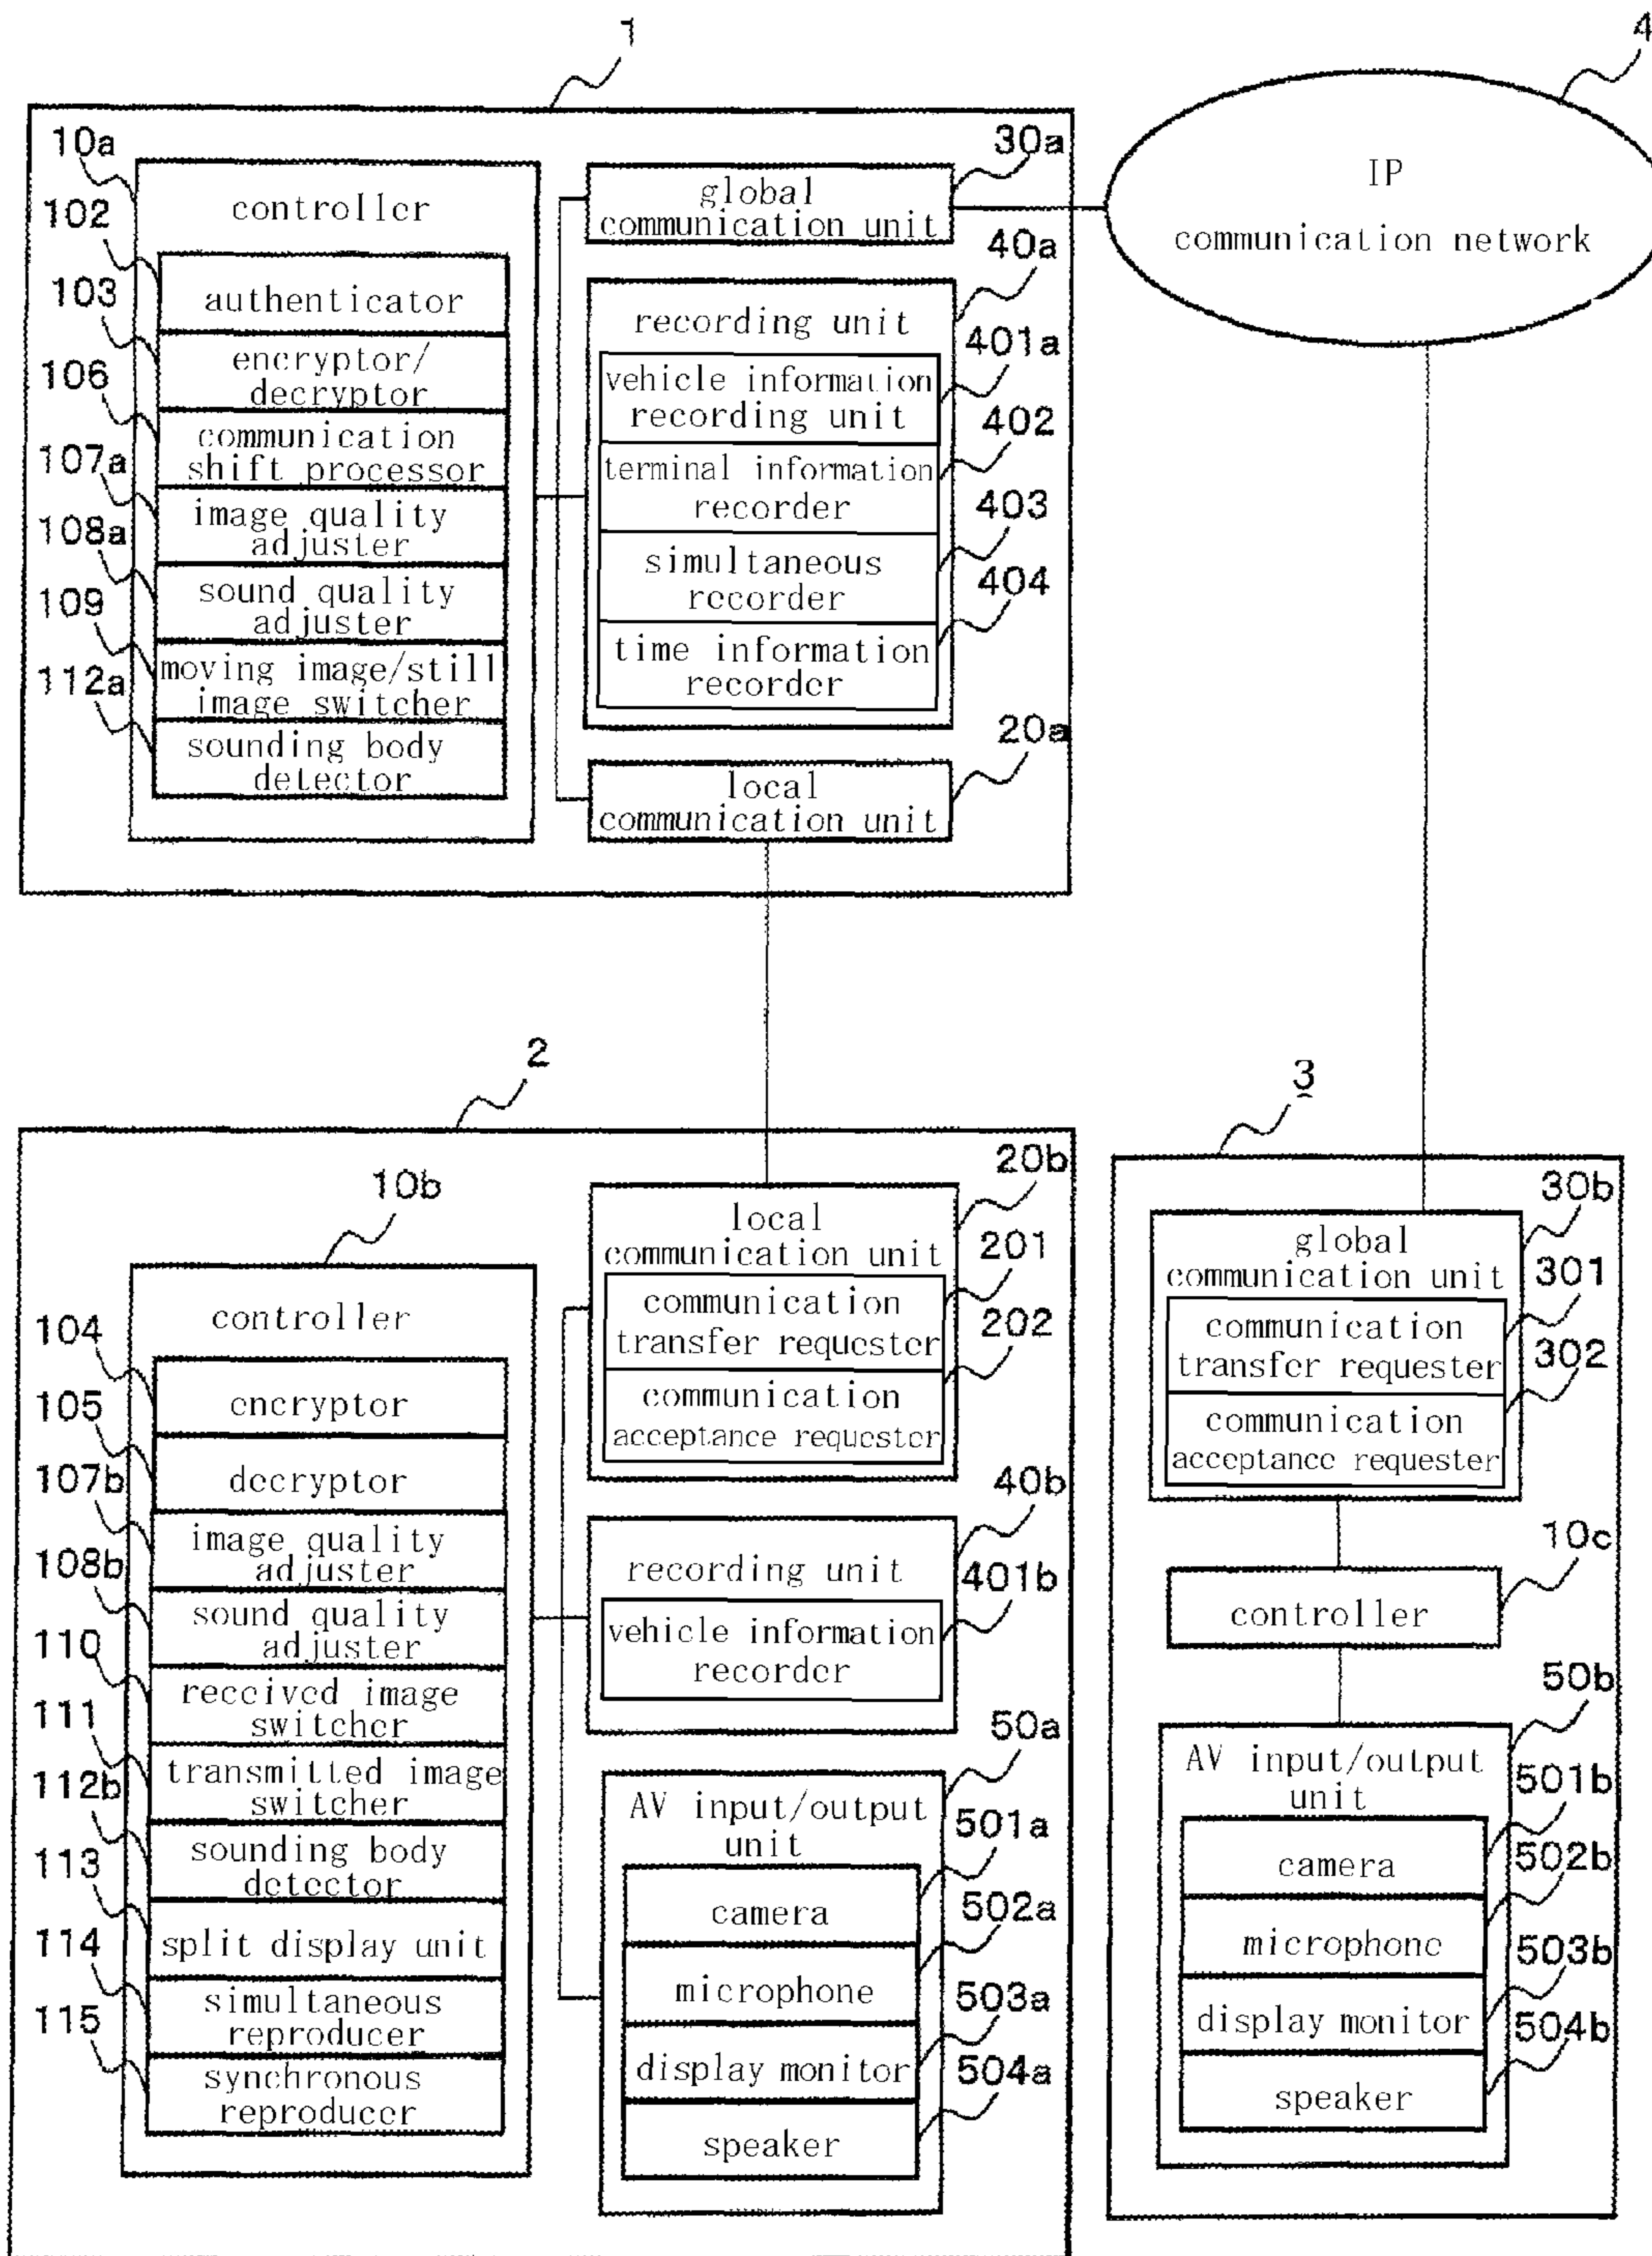 1
4
10a
controller
102
authenticator
103
encryptor/
decryptor
106
communication
shift processor
107a
image quality
adjuster
108a
sound quality
adjuster
109
moving image/still
image switcher
112a
sounding body
detector
30a
global
communication unit
40a
recording unit
401a
vehicle information
recording unit
402
terminal information
recorder
403
simultaneous
recorder
404
time information
recorder
20a
local
communication unit
IP
communication network
2
10b
controller
104
encryptor
105
decryptor
107b
image quality
adjuster
108b
sound quality
adjuster
110
received image
switcher
111
transmitted image
switcher
112b
sounding body
detector
113
split display unit
114
simultaneous
reproducer
115
synchronous
reproducer
20b
local
communication unit
201
communication
transfer requester
202
communication
acceptance requester
40b
recording unit
401b
vehicle information
recorder
50a
AV input/output
unit
501a
camera
502a
microphone
503a
display monitor
504a
speaker
3
30b
global
communication unit
301
communication
transfer requester
302
communication
acceptance requester
10c
controller
50b
AV input/output
unit
501b
camera
502b
microphone
503b
display monitor
504b
speaker